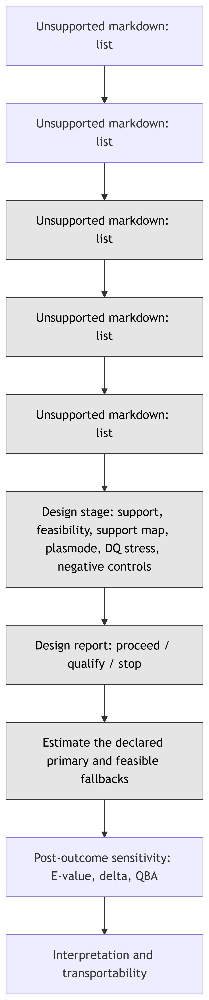 Unsupported markdown:
list
Unsupported markdown:
list
Unsupported markdown:
list
Unsupported markdown:
list
Unsupported markdown:
list
Design stage: support,
feasibility, support map,
plasmode, DQ stress,
negative controls
Design report: proceed /
qualify / stop
Estimate the declared
primary and feasible
fallbacks
Post-outcome sensitivity:
E-value, delta, QBA
Interpretation and
transportability